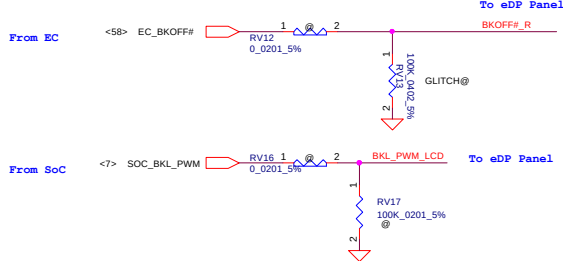 To eDP Panel
From EC
<58> EC_BKOFF#
1 @ 2
BKOFF#_R
RV12
0_0201_5%
1
RV13
100K_0402_5%
GLITCH@
2
From SoC
<7> SOC_BKL_PWM
RV16 1 @ 2
BKL_PWM_LCD
To eDP Panel
0_0201_5%
1
RV17
100K_0201_5%
@
2